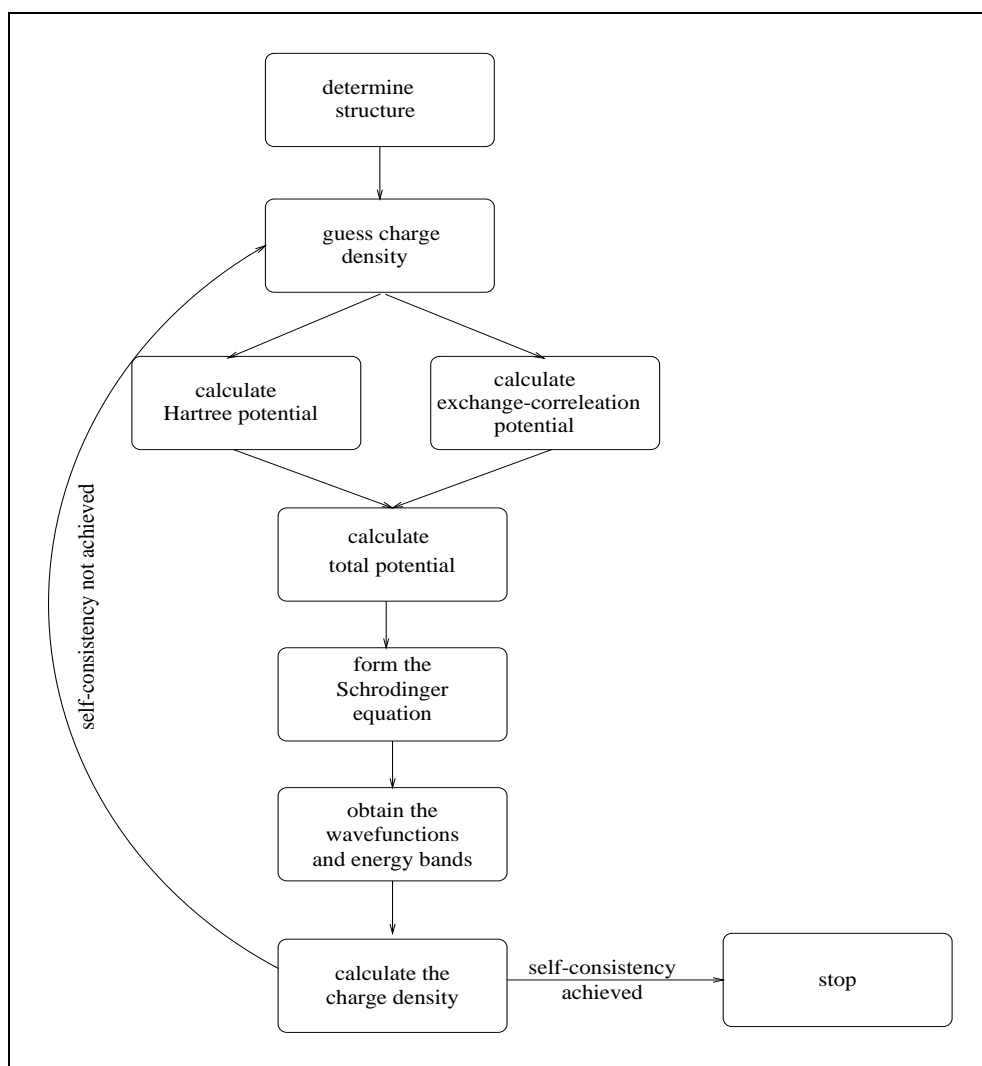 determine
structure
guess charge
density
calculate
Hartree potential
calculate
exchange-correleation
potential
self-consistency not achieved
calculate
total potential
form the
Schrodinger
equation
obtain the
wavefunctions
and energy bands
calculate the
charge density
self-consistency
achieved
stop